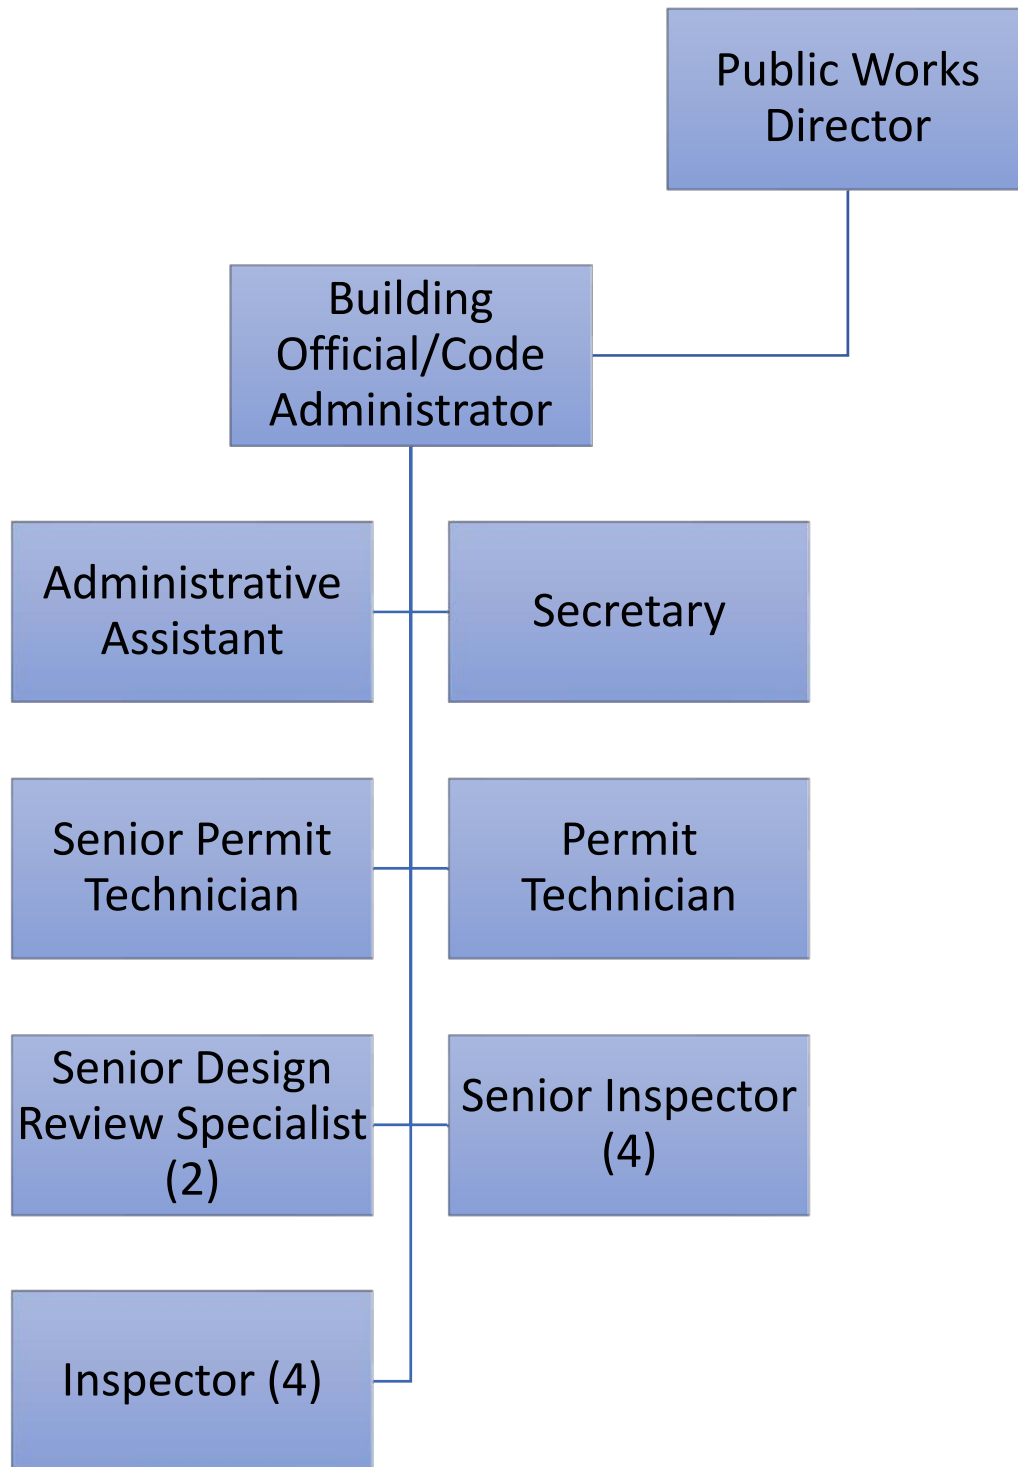 Public Works
Director
Building
Official/Code
Administrator
Administrative
Assistant
Secretary
Senior Permit
Technician
Permit
Technician
Senior Design
Review Specialist
(2)
Senior Inspector
(4)
Inspector (4)